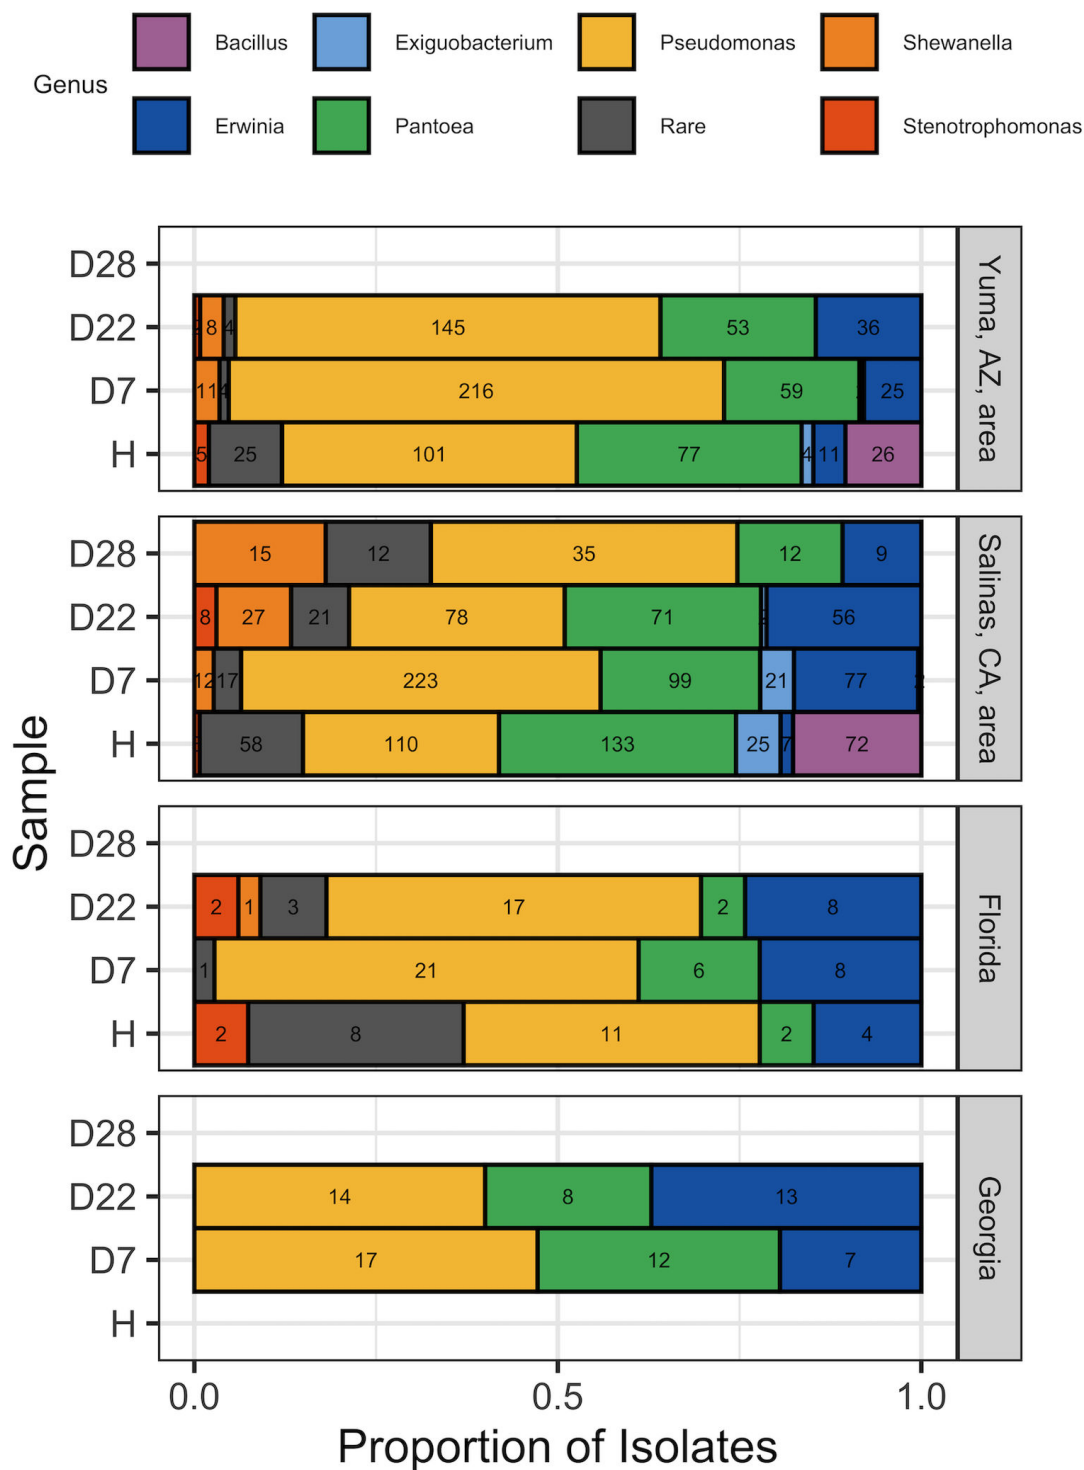 Bacillus Exiguobacterium Pseudomonas Shewanella
Genus
Erwinia Pantoea Rare Stenotrophomonas
Yuma, AZ, area
D28
D22 8 4 145 53 36
D7 11 4 216 59 25
H 5 25 101 77 4 11 26
Salinas, CA, area
D28 15 12 35 12 9
D22 8 27 21 78 71 2 56
D7 12 17 223 99 21 77 2
H 58 110 133 25 7 72
Sample
Florida
D28
D22 2 1 3 17 2 8
D7 1 21 6 8
H 2 8 11 2 4
Georgia
D28
D22 14 8 13
D7 17 12 7
H
0.0 0.5 1.0
Proportion of Isolates